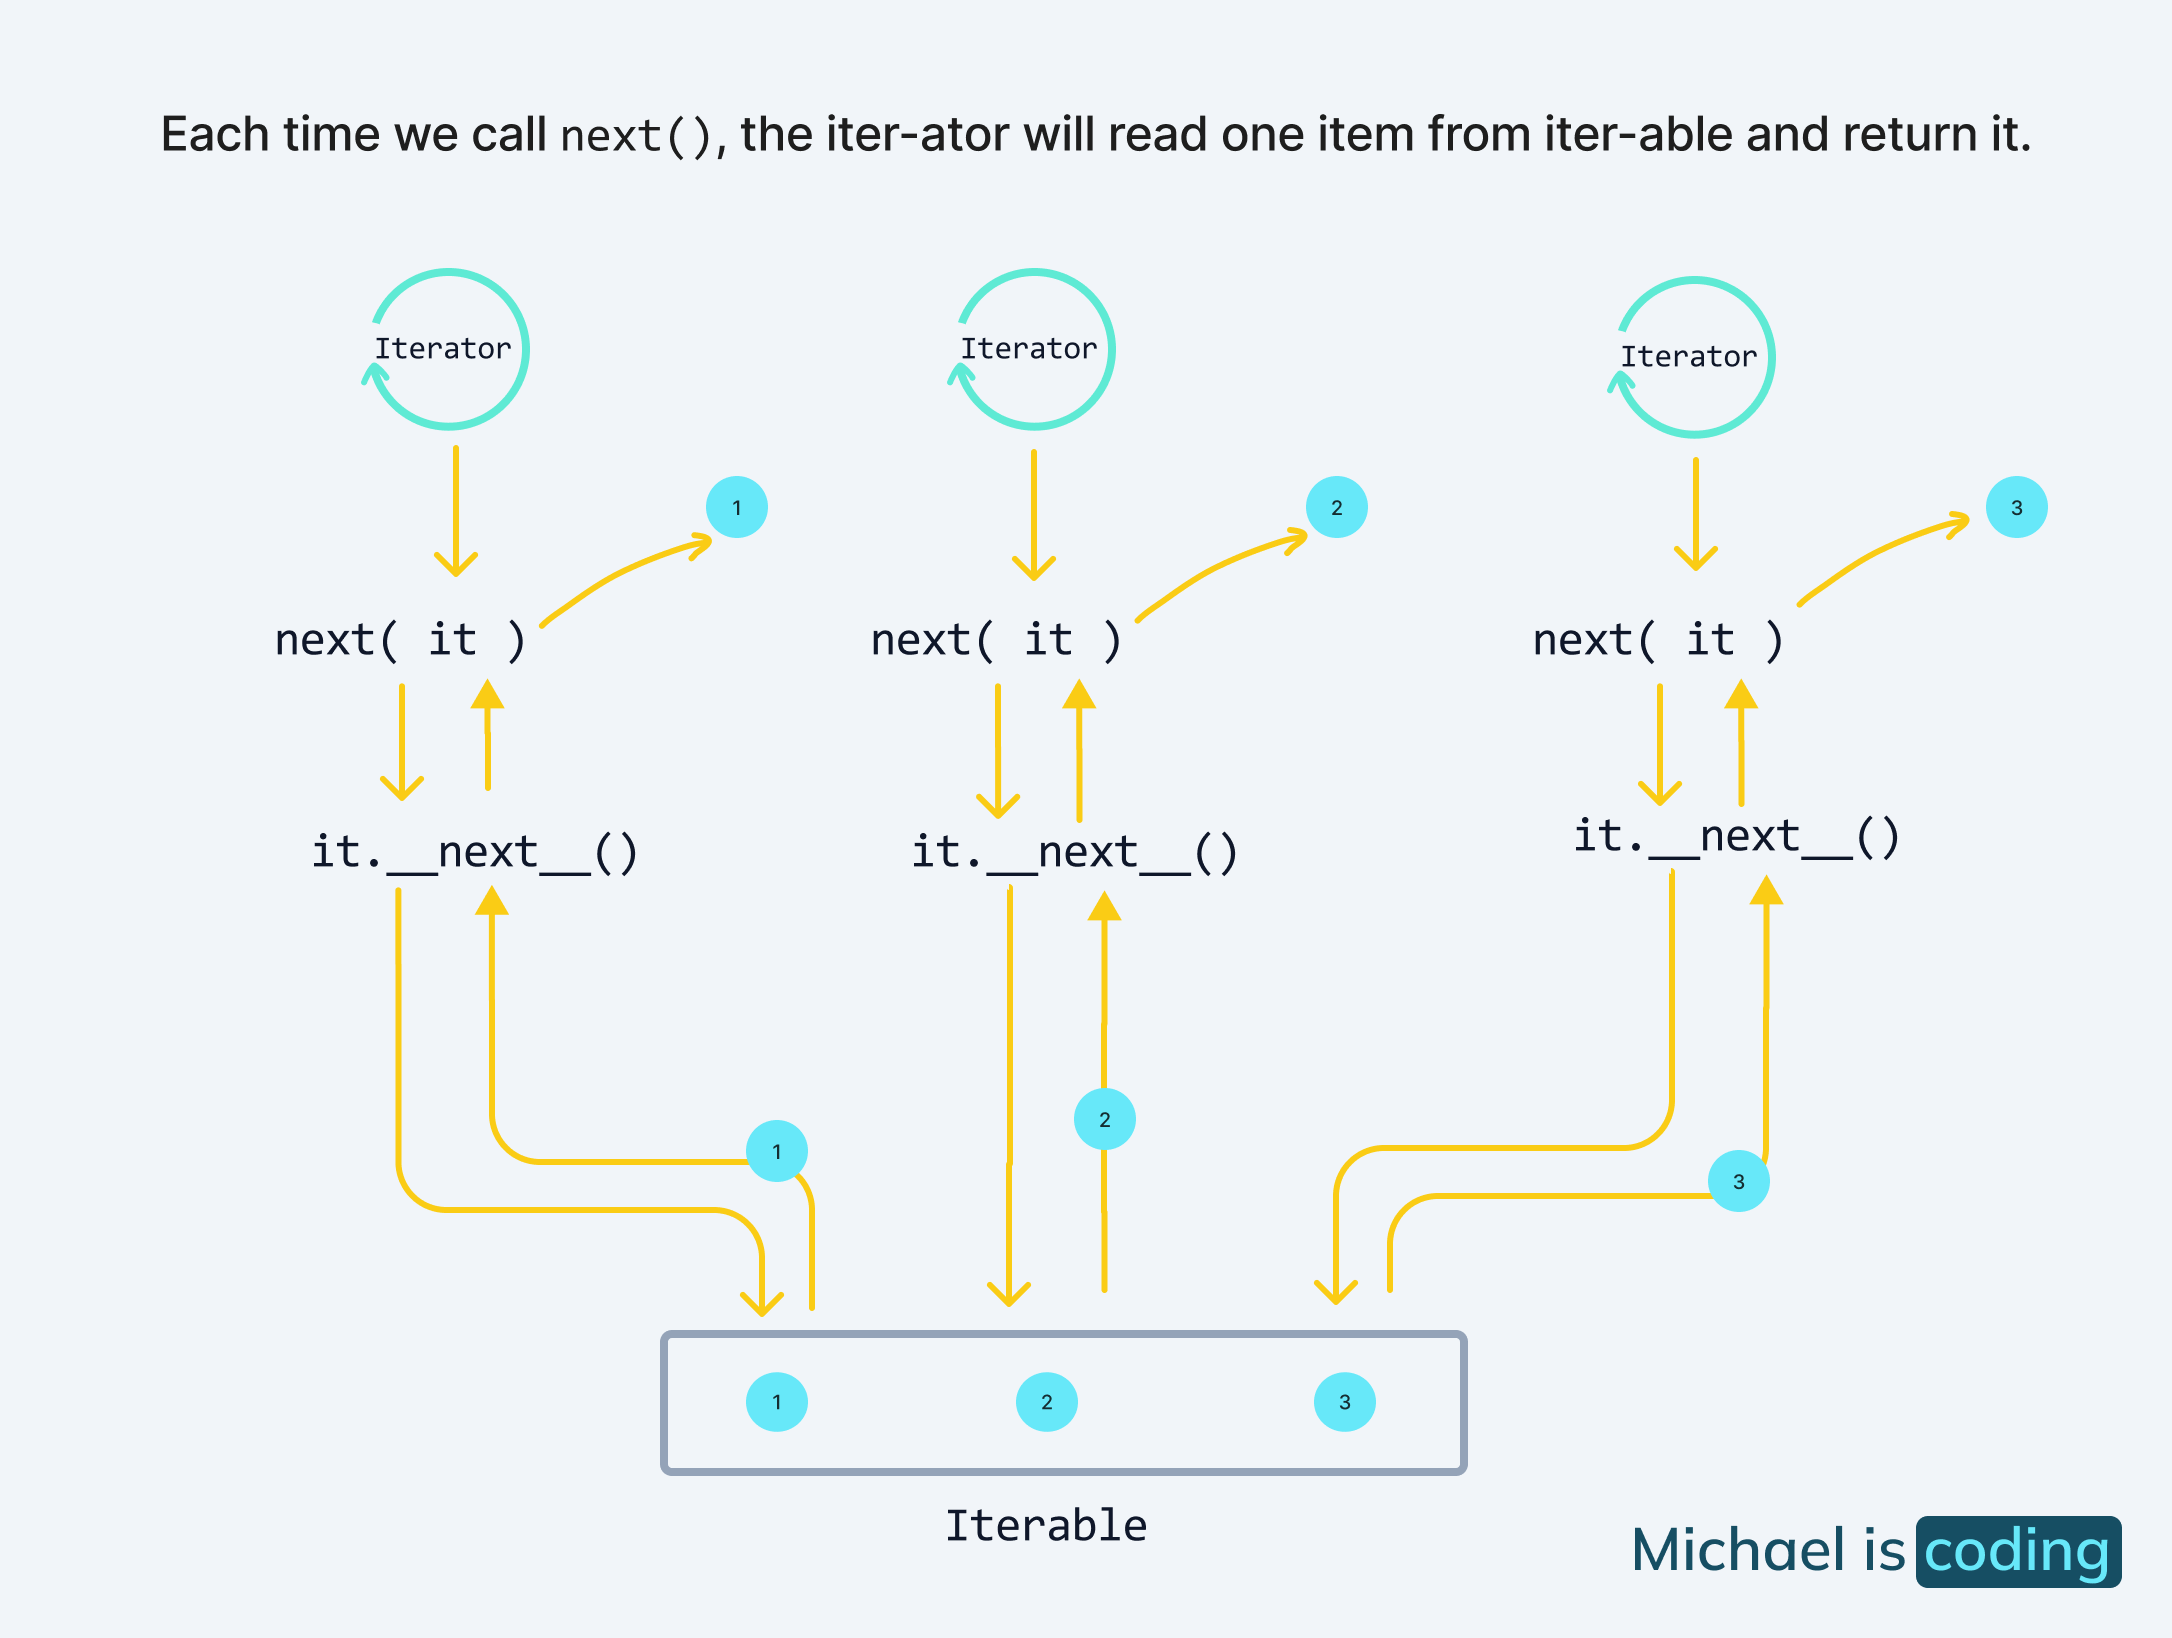 Each time we call next(), the iter-ator will read one item from iter-able and return it.
Iterator
Iterator
Iterator
1
2
3
next( it )
next( it )
next( it )
it.__next__()
it.__next__()
it.__next__()
1
2
3
1
2
3
Iterable
Michael is coding